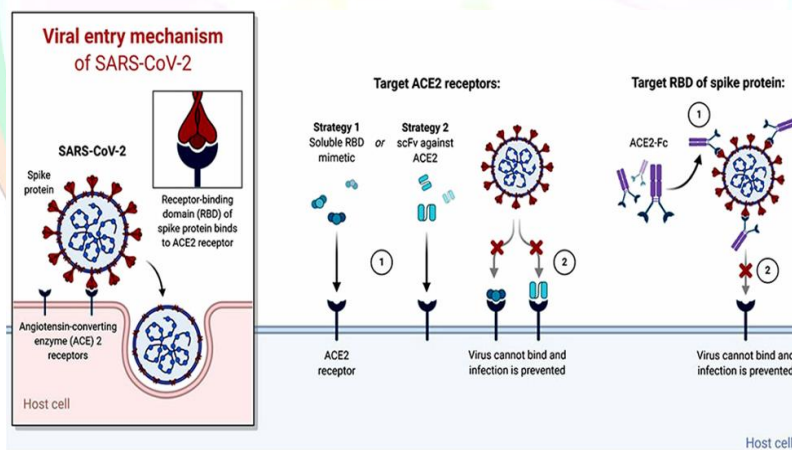 Viral entry mechanism
of SARS-CoV-2
SARS-CoV-2
Spike
protein
Receptor-binding
domain (RBD) of
spike protein binds
to ACE2 receptor
Angiotensin-converting
enzyme (ACE) 2
receptors
Host cell
Target ACE2 receptors:
Strategy 1
Soluble RBD
mimetic
or
Strategy 2
scFv against
ACE2
1
2
ACE2
receptor
Virus cannot bind and
infection is prevented
Target RBD of spike protein:
ACE2-Fc
1
2
Virus cannot bind and
infection is prevented
Host cell